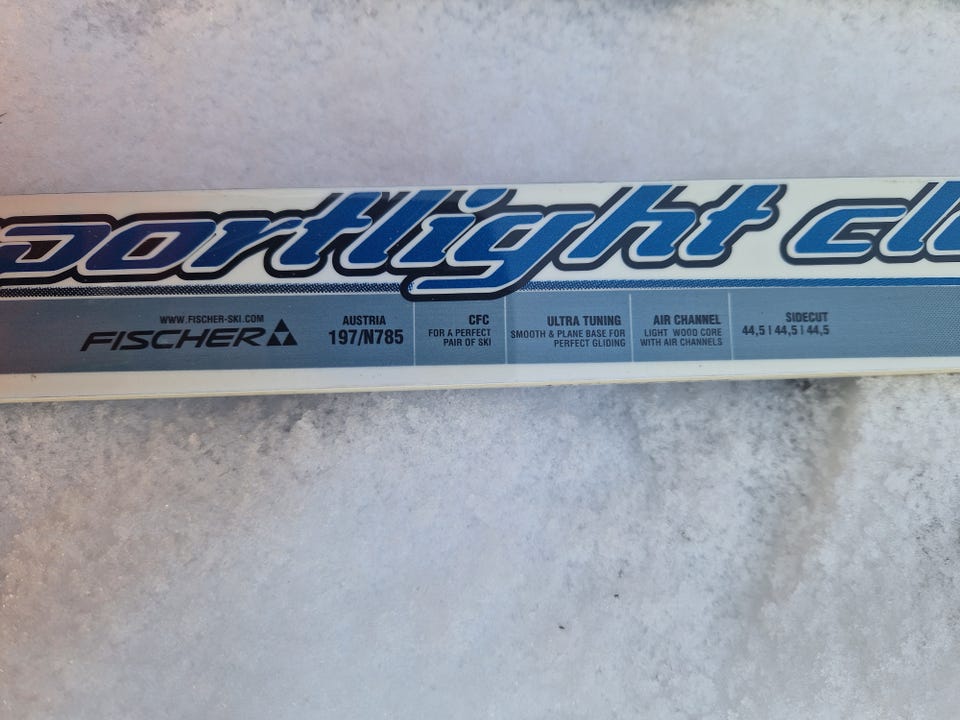 portlight cl
WWW.FISCHER-SKI.COM
FISCHER
AUSTRIA
197/N785
CFC
FOR A PERFECT
PAIR OF SKI
ULTRA TUNING
SMOOTH & PLANE BASE FOR
PERFECT GLIDING
AIR CHANNEL
LIGHT WOOD CORE
WITH AIR CHANNELS
SIDECUT
44,5 | 44,5 | 44,5